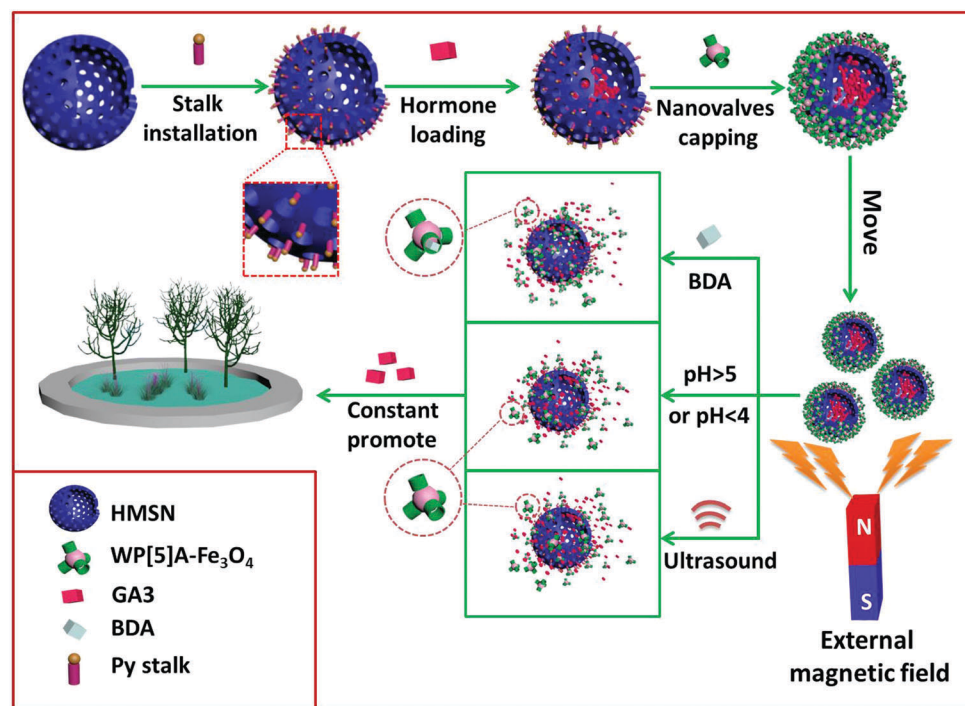 Stalk
installation
Hormone
loading
Nanovalves
capping
Move
BDA
pH>5
or pH<4
Ultrasound
Constant
promote
N
S
External
magnetic field
HMSN
WP[5]A-Fe₃O₄
GA3
BDA
Py stalk